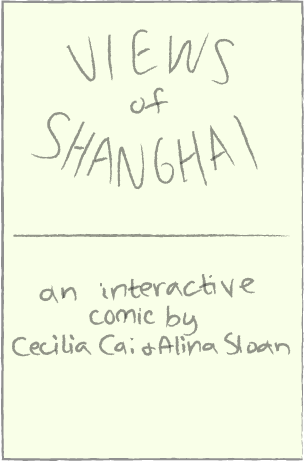 VIEWS
of
SHANGHAI
an interactive
comic by
Cecilia Cai & Alina Sloan